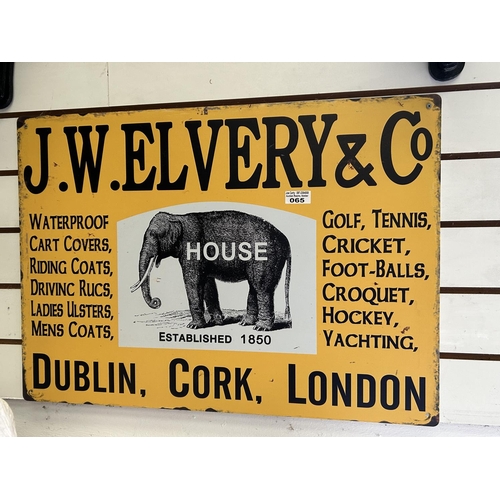 J.W.ELVERY&Co
065
WATERPROOF
CART COVERS,
RIDING COATS,
DRIVING RUGS,
LADIES ULSTERS,
MENS COATS,
HOUSE
ESTABLISHED 1850
GOLF, TENNIS,
CRICKET,
FOOT-BALLS,
CROQUET,
HOCKEY,
YACHTING,
DUBLIN, CORK, LONDON